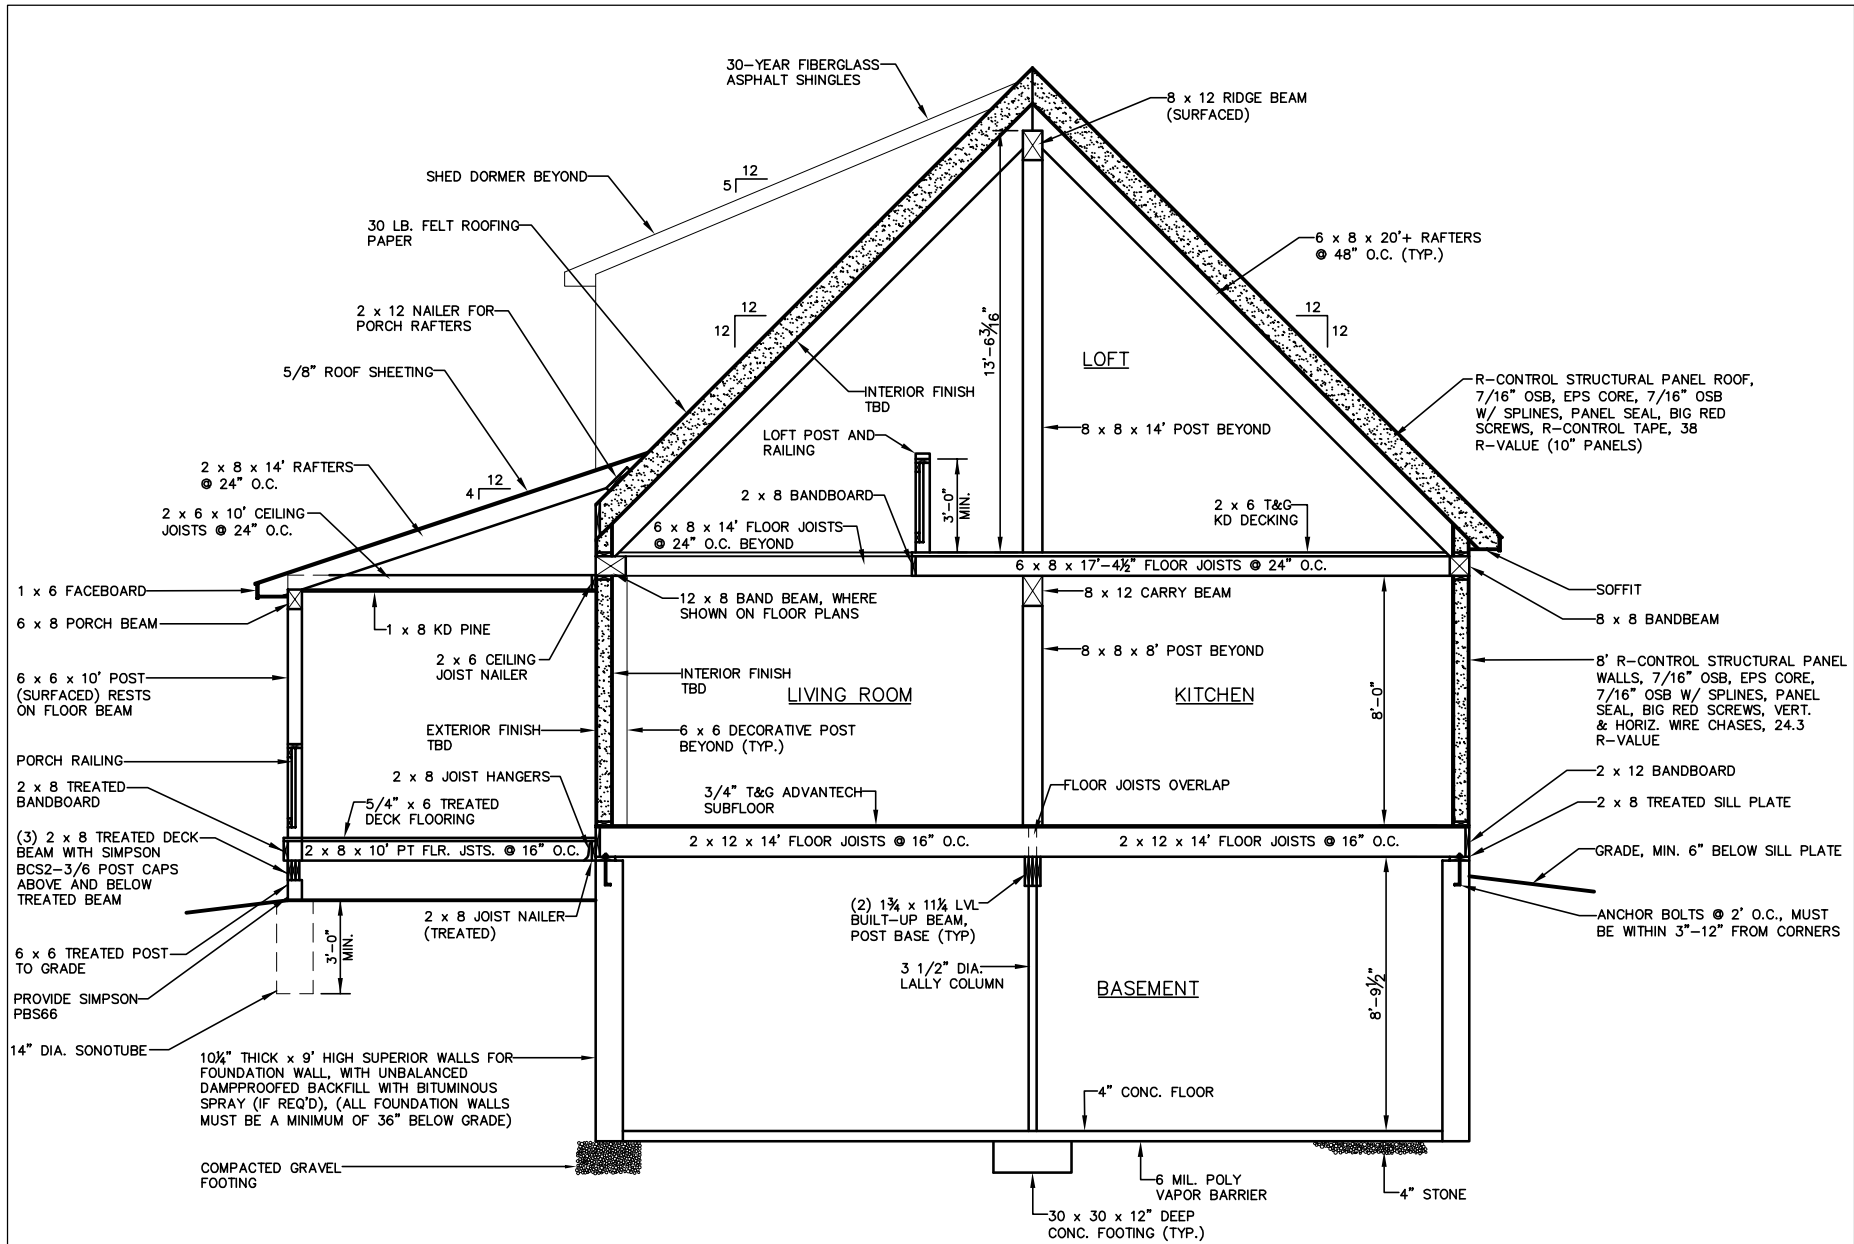 30-YEAR FIBERGLASS
ASPHALT SHINGLES
8 x 12 RIDGE BEAM
(SURFACED)
SHED DORMER BEYOND
12
5
30 LB. FELT ROOFING
PAPER
6 x 8 x 20'+ RAFTERS
@ 48" O.C. (TYP.)
2 x 12 NAILER FOR
PORCH RAFTERS
12
12
13'-6 3/16"
12
12
LOFT
5/8" ROOF SHEETING
INTERIOR FINISH
TBD
R-CONTROL STRUCTURAL PANEL ROOF,
7/16" OSB, EPS CORE, 7/16" OSB
W/ SPLINES, PANEL SEAL, BIG RED
SCREWS, R-CONTROL TAPE, 38
R-VALUE (10" PANELS)
LOFT POST AND
RAILING
8 x 8 x 14' POST BEYOND
2 x 8 x 14' RAFTERS
@ 24" O.C.
12
4
2 x 8 BANDBOARD
3'-0"
MIN.
2 x 6 T&G
KD DECKING
2 x 6 x 10' CEILING
JOISTS @ 24" O.C.
6 x 8 x 14' FLOOR JOISTS
@ 24" O.C. BEYOND
6 x 8 x 17'-4½" FLOOR JOISTS @ 24" O.C.
1 x 6 FACEBOARD
12 x 8 BAND BEAM, WHERE
SHOWN ON FLOOR PLANS
8 x 12 CARRY BEAM
SOFFIT
6 x 8 PORCH BEAM
1 x 8 KD PINE
8 x 8 BANDBEAM
2 x 6 CEILING
JOIST NAILER
8 x 8 x 8' POST BEYOND
6 x 6 x 10' POST
(SURFACED) RESTS
ON FLOOR BEAM
INTERIOR FINISH
TBD
LIVING ROOM
KITCHEN
8'-0"
8' R-CONTROL STRUCTURAL PANEL
WALLS, 7/16" OSB, EPS CORE,
7/16" OSB W/ SPLINES, PANEL
SEAL, BIG RED SCREWS, VERT.
& HORIZ. WIRE CHASES, 24.3
R-VALUE
EXTERIOR FINISH
TBD
6 x 6 DECORATIVE POST
BEYOND (TYP.)
PORCH RAILING
2 x 8 JOIST HANGERS
3/4" T&G ADVANTECH
SUBFLOOR
FLOOR JOISTS OVERLAP
2 x 12 BANDBOARD
2 x 8 TREATED
BANDBOARD
5/4" x 6 TREATED
DECK FLOORING
2 x 8 TREATED SILL PLATE
(3) 2 x 8 TREATED DECK
BEAM WITH SIMPSON
BCS2-3/6 POST CAPS
ABOVE AND BELOW
TREATED BEAM
2 x 8 x 10' PT FLR. JSTS. @ 16" O.C.
2 x 12 x 14' FLOOR JOISTS @ 16" O.C.
2 x 12 x 14' FLOOR JOISTS @ 16" O.C.
GRADE, MIN. 6" BELOW SILL PLATE
2 x 8 JOIST NAILER
(TREATED)
(2) 1¾ x 11¼ LVL
BUILT-UP BEAM,
POST BASE (TYP)
ANCHOR BOLTS @ 2' O.C., MUST
BE WITHIN 3"-12" FROM CORNERS
6 x 6 TREATED POST
TO GRADE
3'-0"
MIN.
3 1/2" DIA.
LALLY COLUMN
BASEMENT
8'-9½"
PROVIDE SIMPSON
PBS66
14" DIA. SONOTUBE
10¼" THICK x 9' HIGH SUPERIOR WALLS FOR
FOUNDATION WALL, WITH UNBALANCED
DAMPPROOFED BACKFILL WITH BITUMINOUS
SPRAY (IF REQ'D), (ALL FOUNDATION WALLS
MUST BE A MINIMUM OF 36" BELOW GRADE)
4" CONC. FLOOR
COMPACTED GRAVEL
FOOTING
6 MIL. POLY
VAPOR BARRIER
4" STONE
30 x 30 x 12" DEEP
CONC. FOOTING (TYP.)